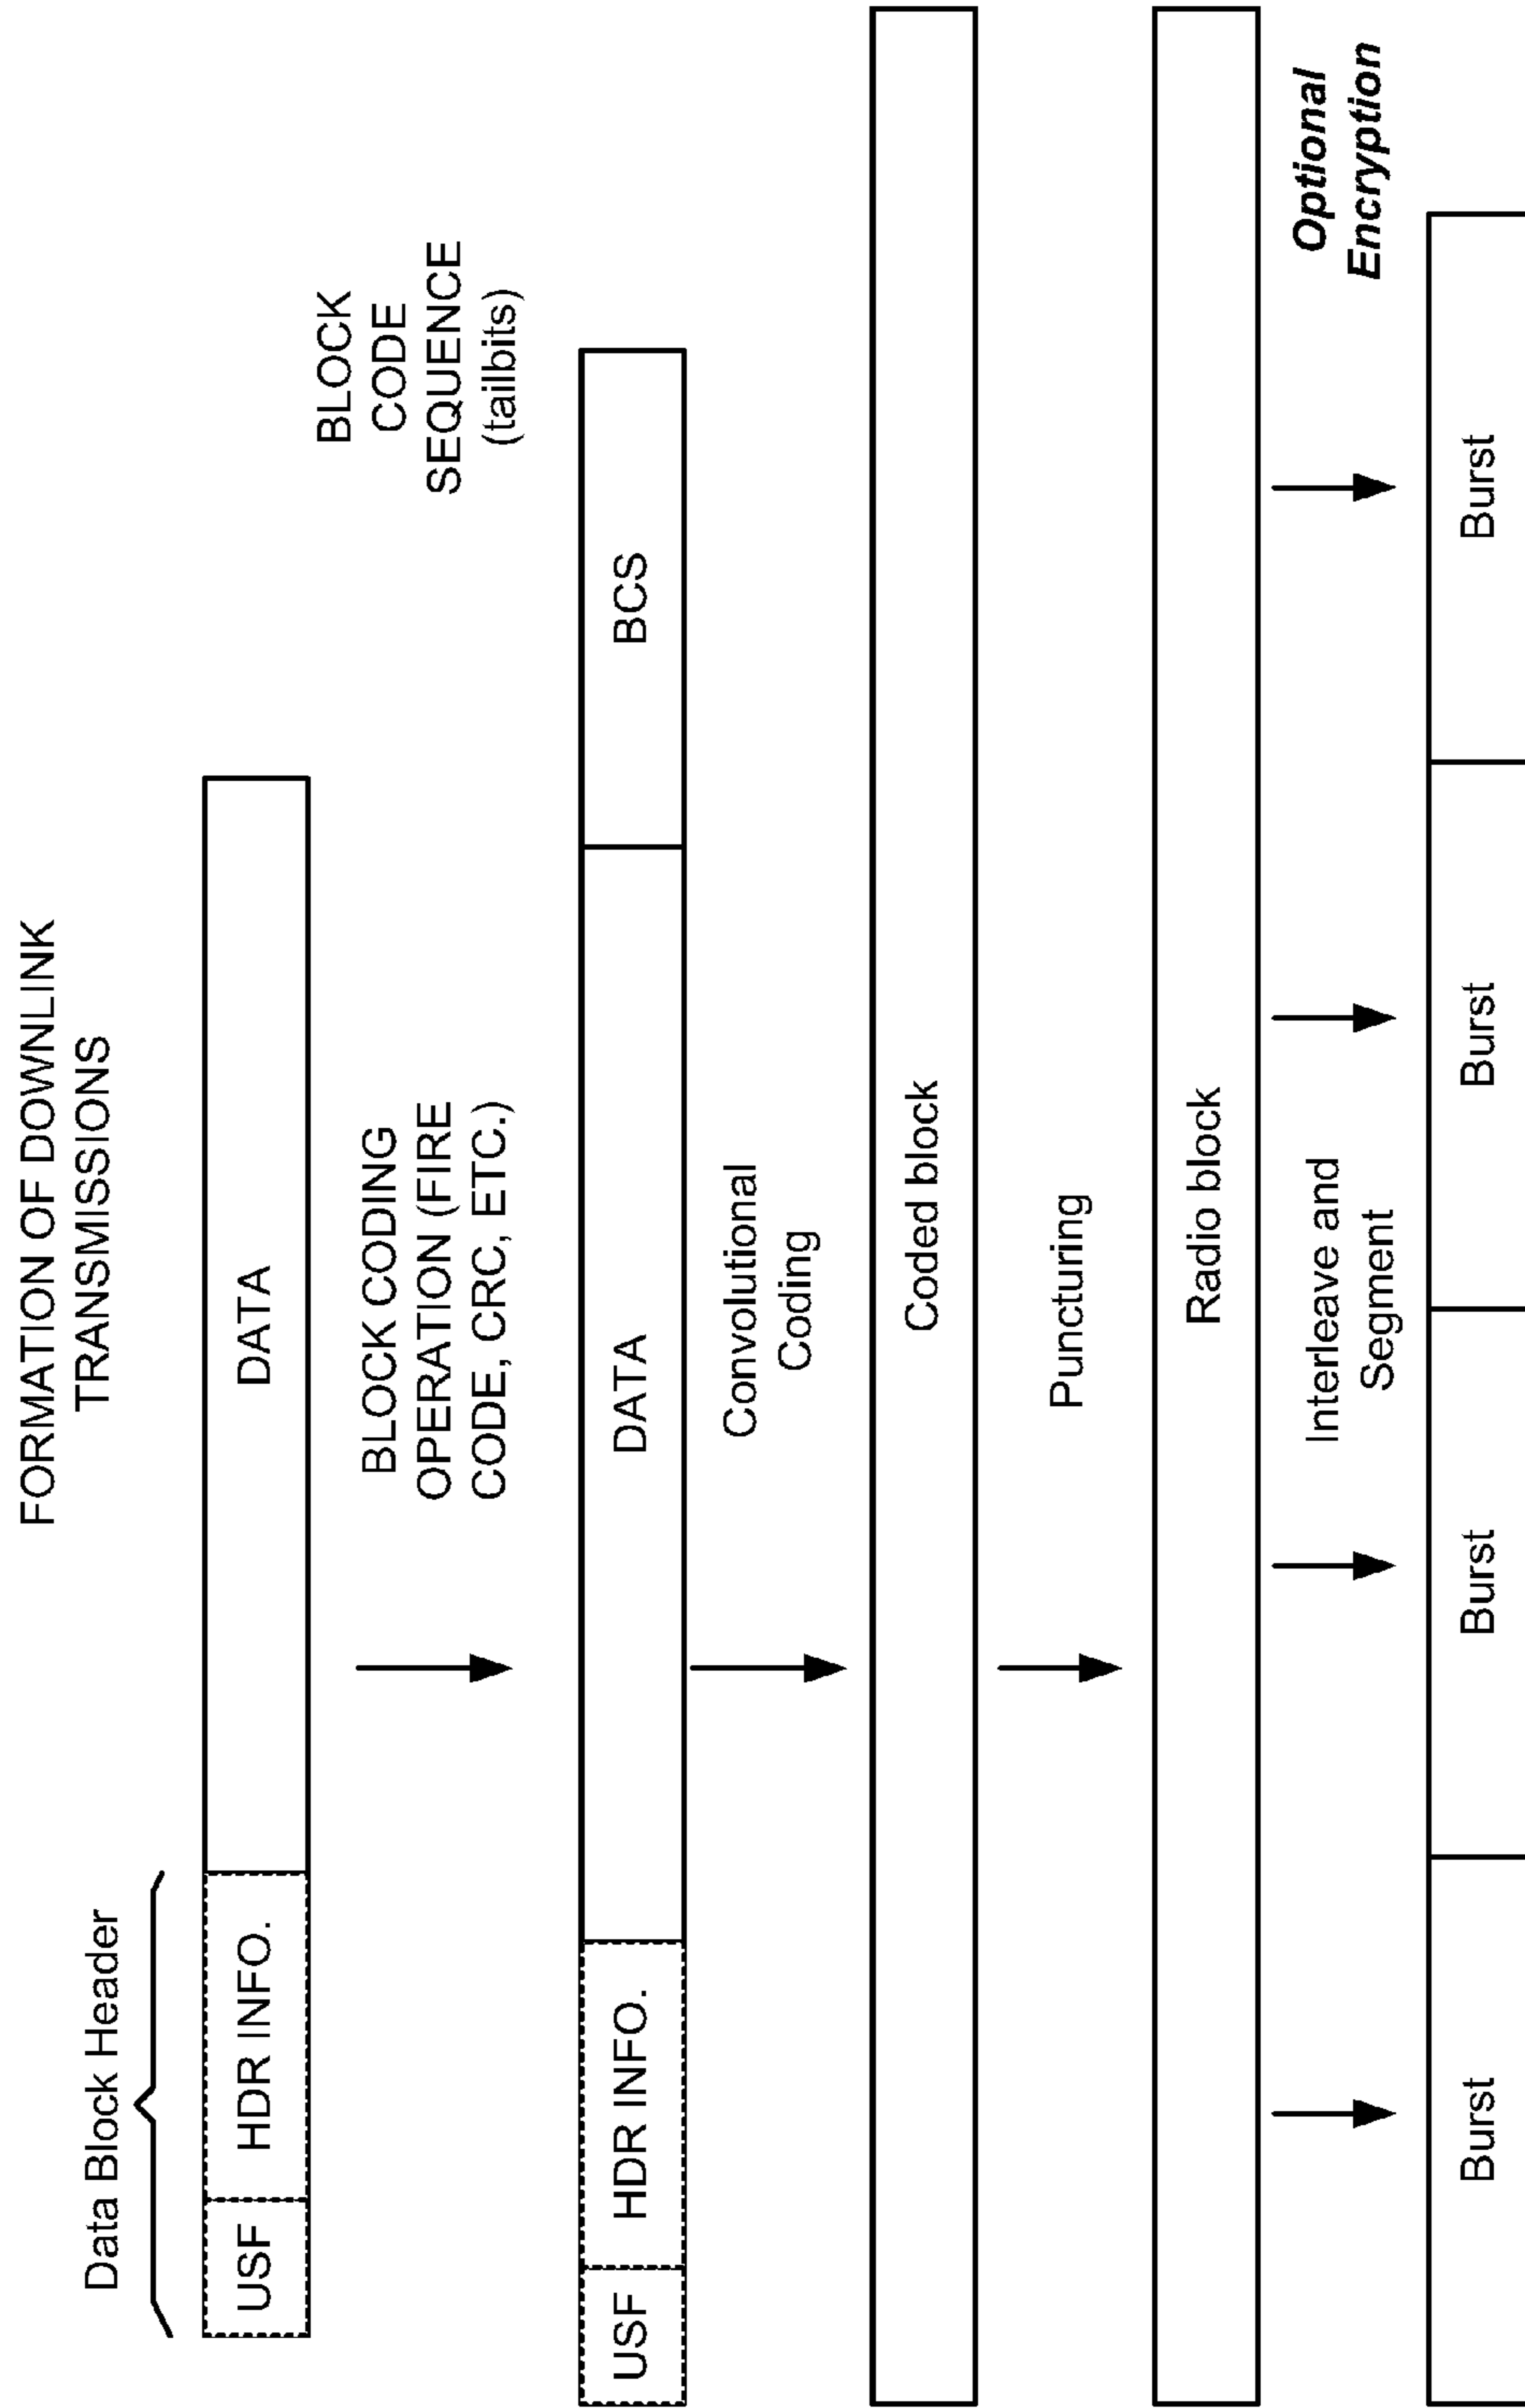 FORMATION OF DOWNLINK
TRANSMISSIONS
Data Block Header
USF
HDR INFO.
DATA
BLOCK CODING
OPERATION (FIRE
CODE, CRC, ETC.)
BLOCK
CODE
SEQUENCE
(tailbits)
USF
HDR INFO.
DATA
BCS
Convolutional
Coding
Coded block
Puncturing
Radio block
Interleave and
Segment
Optional
Encryption
Burst
Burst
Burst
Burst